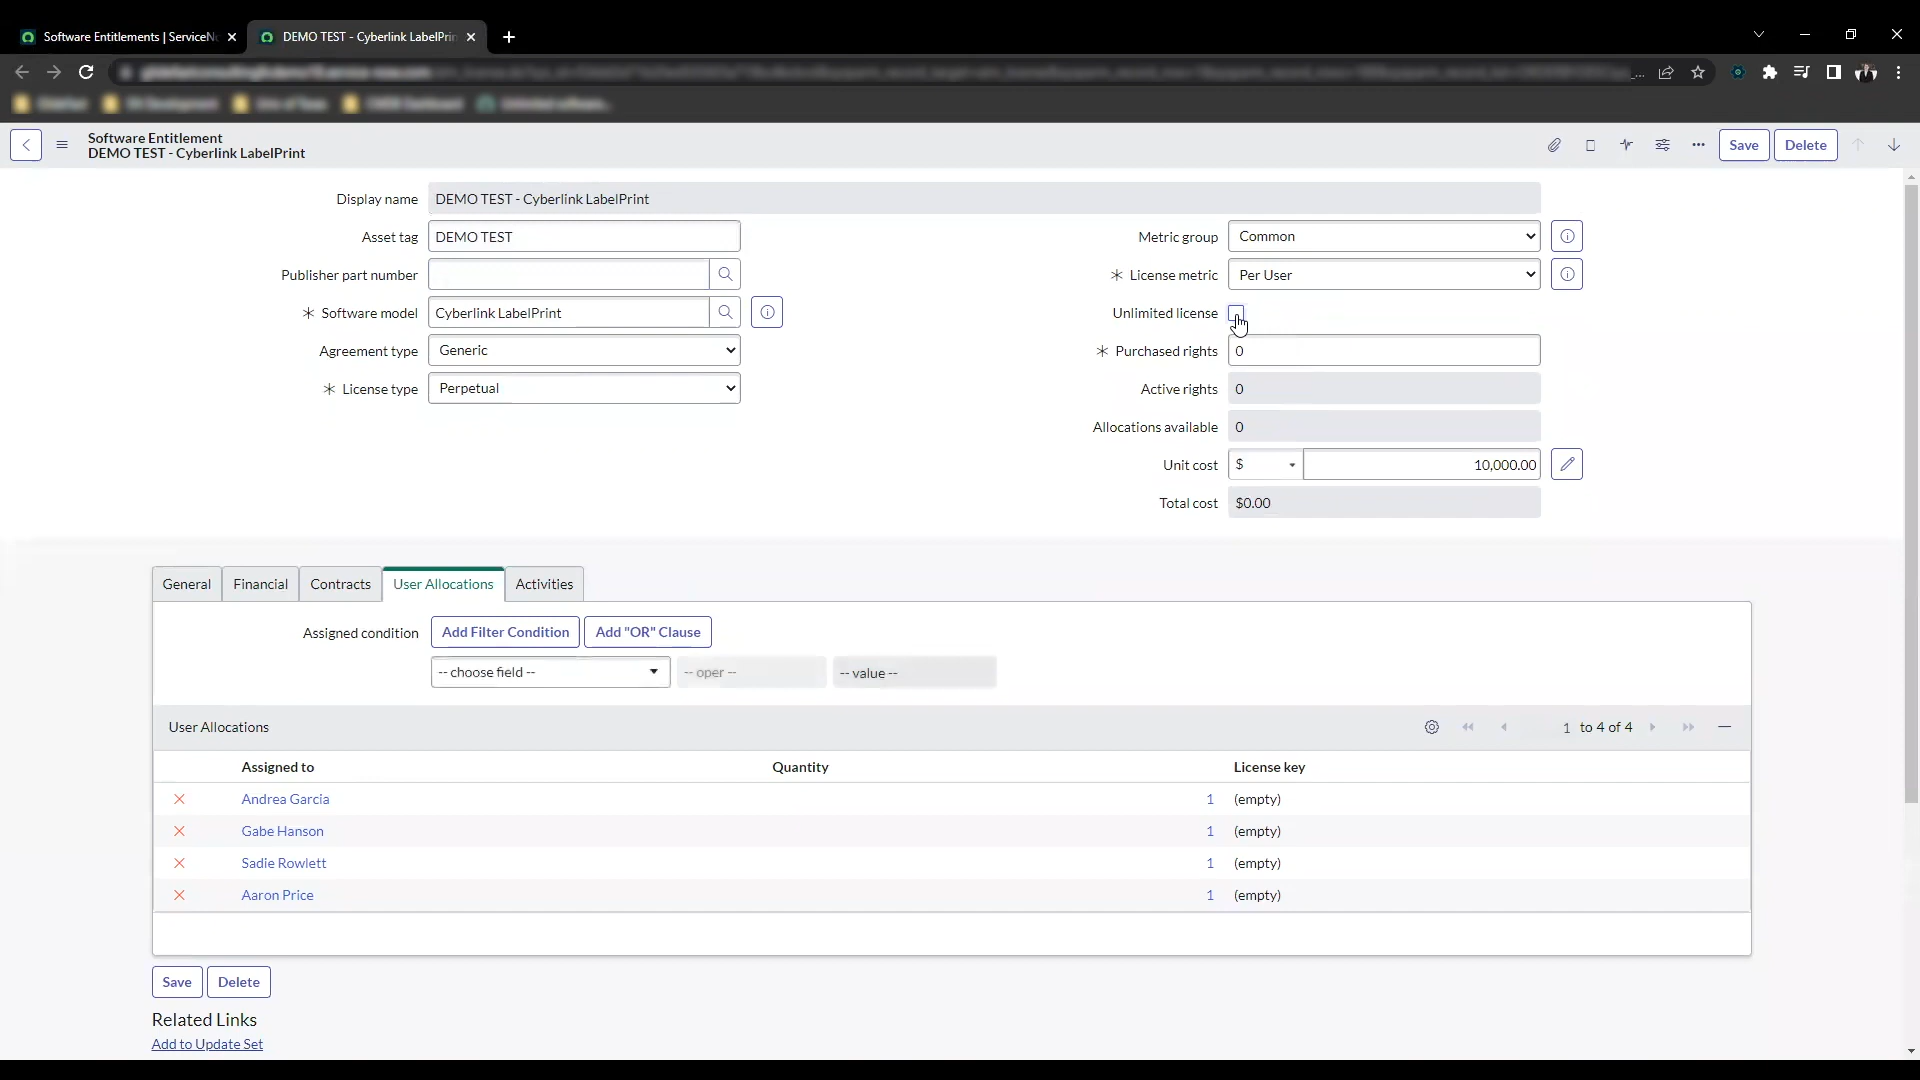 Software Entitlements | ServiceN
DEMO TEST - Cyberlink LabelPrin
Software Entitlement
DEMO TEST - Cyberlink LabelPrint
Save
Delete
Display name
DEMO TEST - Cyberlink LabelPrint
Asset tag
DEMO TEST
Metric group
Common
Publisher part number
✳ License metric
Per User
✳ Software model
Cyberlink LabelPrint
Unlimited license
Agreement type
Generic
✳ Purchased rights
0
✳ License type
Perpetual
Active rights
0
Allocations available
0
Unit cost
$
10,000.00
Total cost
$0.00
General
Financial
Contracts
User Allocations
Activities
Assigned condition
Add Filter Condition
Add "OR" Clause
-- choose field --
-- oper --
-- value --
User Allocations
1 to 4 of 4
Assigned to
Quantity
License key
Andrea Garcia
1
(empty)
Gabe Hanson
1
(empty)
Sadie Rowlett
1
(empty)
Aaron Price
1
(empty)
Save
Delete
Related Links
Add to Update Set